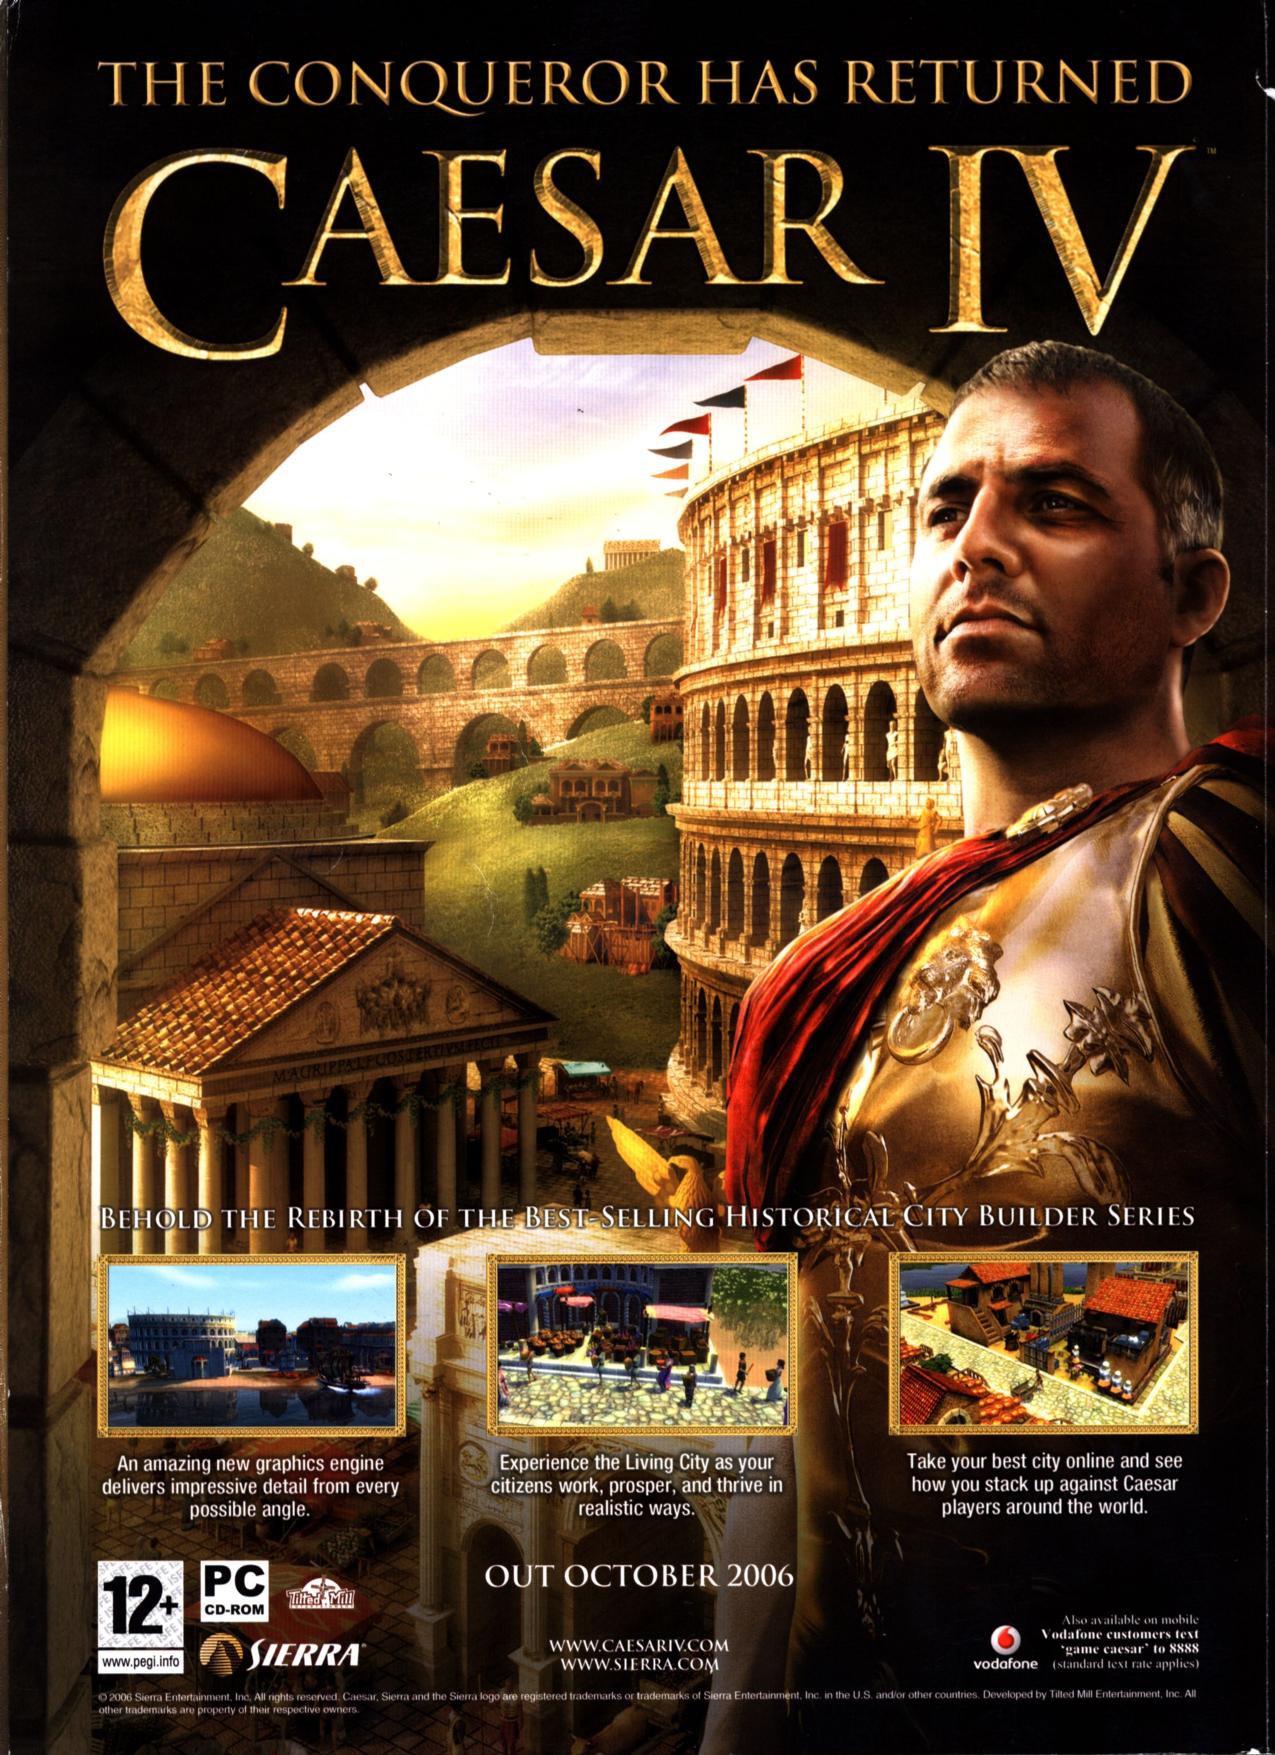 THE CONQUEROR HAS RETURNED
CAESAR IV™
MAGRIPPALFCOSTERTIVMFECIT
BEHOLD THE REBIRTH OF THE BEST-SELLING HISTORICAL CITY BUILDER SERIES
An amazing new graphics engine
delivers impressive detail from every
possible angle.
Experience the Living City as your
citizens work, prosper, and thrive in
realistic ways.
Take your best city online and see
how you stack up against Caesar
players around the world.
12+
www.pegi.info
PC
CD-ROM
Tilted Mill
ENTERTAINMENT
SIERRA®
OUT OCTOBER 2006
WWW.CAESARIV.COM
WWW.SIERRA.COM
vodafone
Also available on mobile
Vodafone customers text
'game caesar' to 8888
(standard text rate applies)
© 2006 Sierra Entertainment, Inc. All rights reserved. Caesar, Sierra and the Sierra logo are registered trademarks or trademarks of Sierra Entertainment, Inc. in the U.S. and/or other countries. Developed by Tilted Mill Entertainment, Inc. All
other trademarks are property of their respective owners.